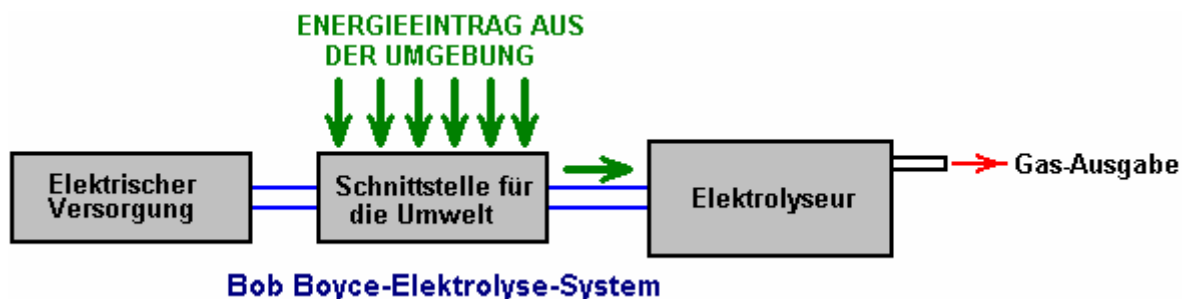 ENERGIEEINTRAG AUS
DER UMGEBUNG
Elektrischer
Versorgung
Schnittstelle für
die Umwelt
Elektrolyseur
Gas-Ausgabe
Bob Boyce-Elektrolyse-System